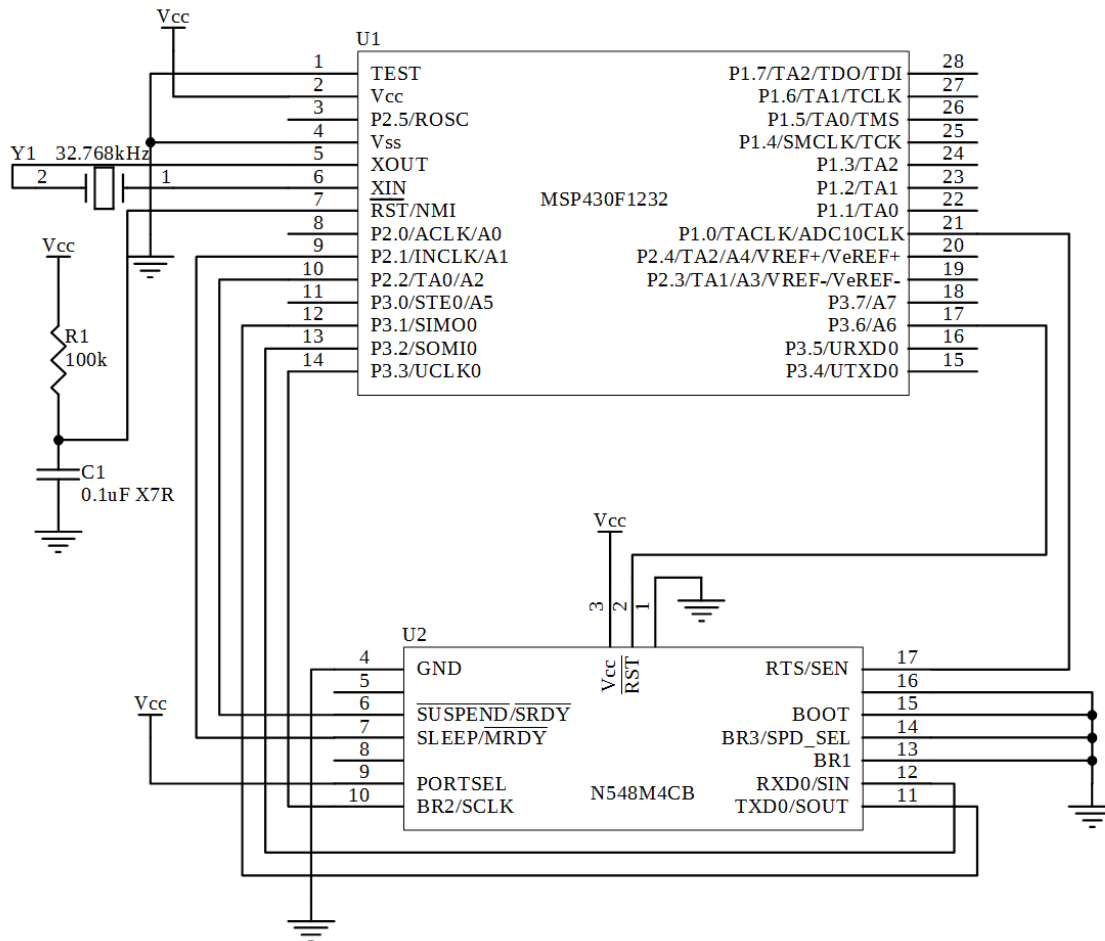 Vcc
U1
1 TEST P1.7/TA2/TDO/TDI 28
2 Vcc P1.6/TA1/TCLK 27
3 P2.5/ROSC P1.5/TA0/TMS 26
4 Vss P1.4/SMCLK/TCK 25
Y1 32.768kHz
5 XOUT P1.3/TA2 24
2 1
6 XIN P1.2/TA1 23
MSP430F1232
7 RST/NMI P1.1/TA0 22
8 P2.0/ACLK/A0 P1.0/TACLK/ADC10CLK 21
Vcc
9 P2.1/INCLK/A1 P2.4/TA2/A4/VREF+/VeREF+ 20
10 P2.2/TA0/A2 P2.3/TA1/A3/VREF-/VeREF- 19
11 P3.0/STE0/A5 P3.7/A7 18
12 P3.1/SIMO0 P3.6/A6 17
R1
100k
13 P3.2/SOMI0 P3.5/URXD0 16
14 P3.3/UCLK0 P3.4/UTXD0 15
C1
0.1uF X7R
Vcc
3 2 1
U2
Vcc RST
4 GND RTS/SEN 17
5 16
Vcc
6 SUSPEND/SRDY BOOT 15
7 SLEEP/MRDY BR3/SPD_SEL 14
8 BR1 13
9 PORTSEL RXD0/SIN 12
N548M4CB
10 BR2/SCLK TXD0/SOUT 11